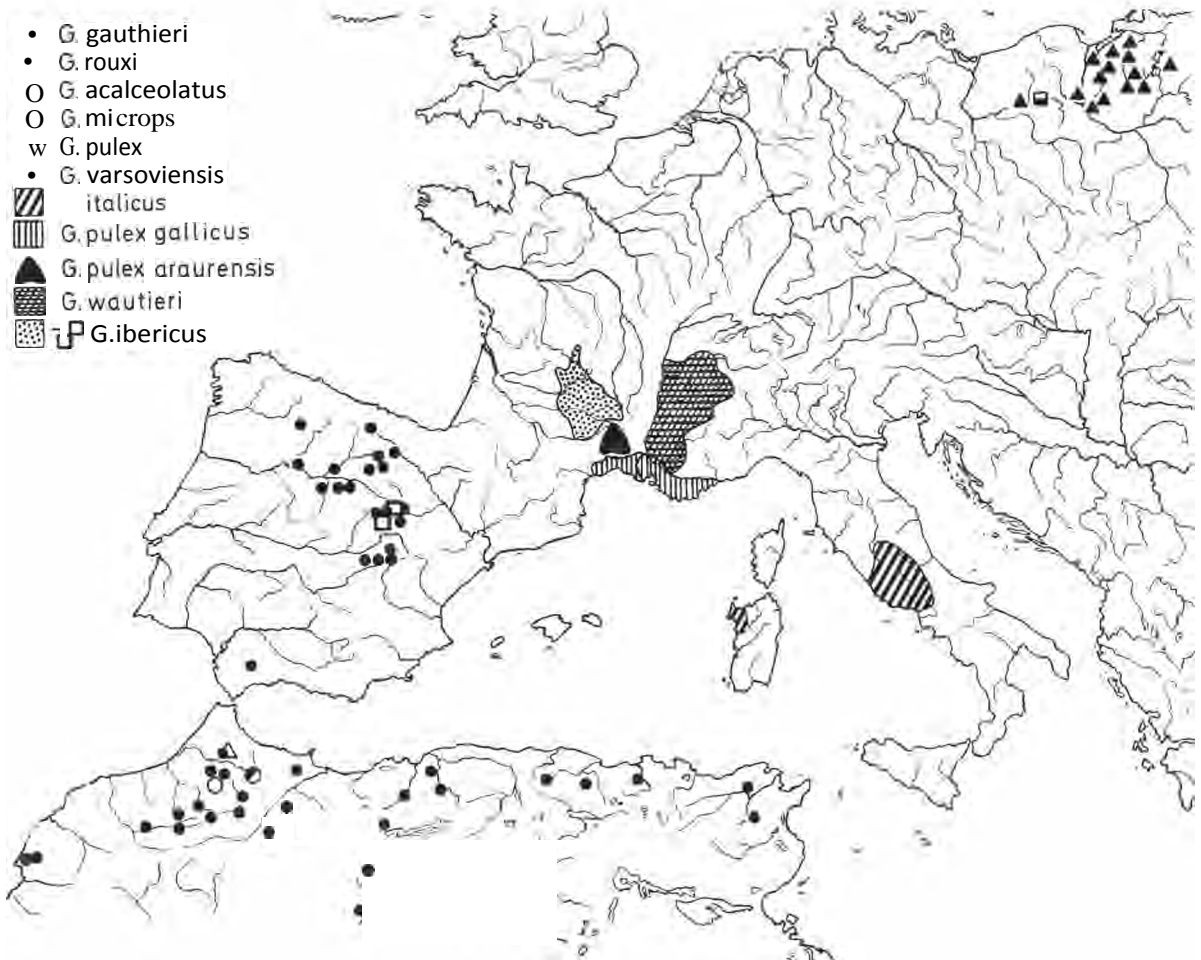 • G. gauthieri
• G. rouxi
O G. acalceolatus
O G. microps
w G. pulex
• G. varsoviensis
italicus
G. pulex gallicus
G. pulex araurensis
G. wautieri
G.ibericus